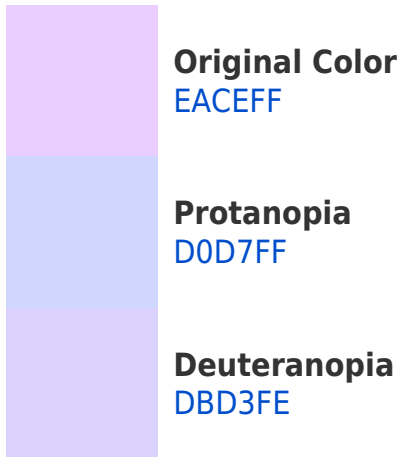 Original Color
EACEFF
Protanopia
D0D7FF
Deuteranopia
DBD3FE